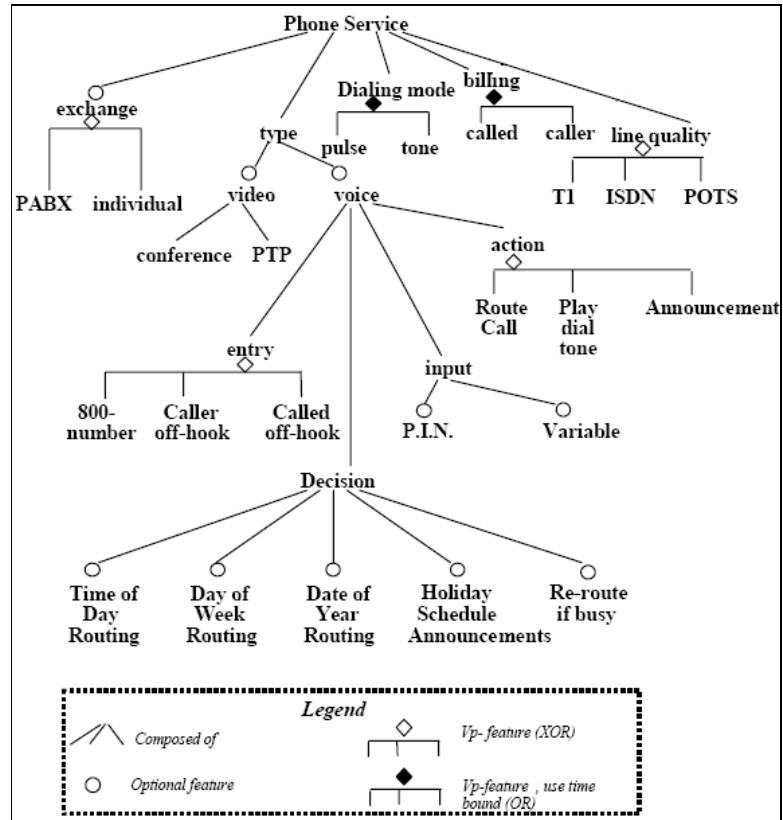 Phone Service
exchange
PABX
individual
type
Dialing mode
pulse
tone
billing
called
caller
line quality
T1
ISDN
POTS
video
voice
conference
PTP
action
Route
Call
Play
dial
tone
Announcement
entry
800-
number
Caller
off-hook
Called
off-hook
input
P.I.N.
Variable
Decision
Time of
Day
Routing
Day of
Week
Routing
Date of
Year
Routing
Holiday
Schedule
Announcements
Re-route
if busy
Legend
Composed of
Vp- feature (XOR)
Optional feature
Vp-feature , use time
bound (OR)